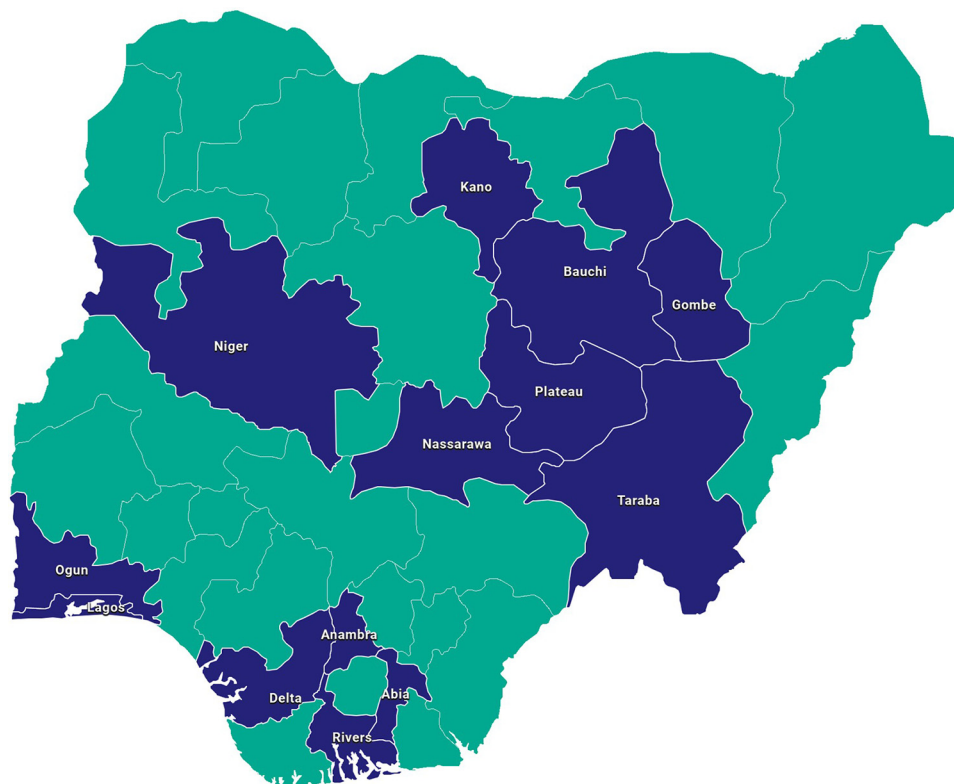 Kano
Bauchi
Gombe
Niger
Plateau
Nassarawa
Taraba
Ogun
Lagos
Anambra
Abia
Delta
Rivers